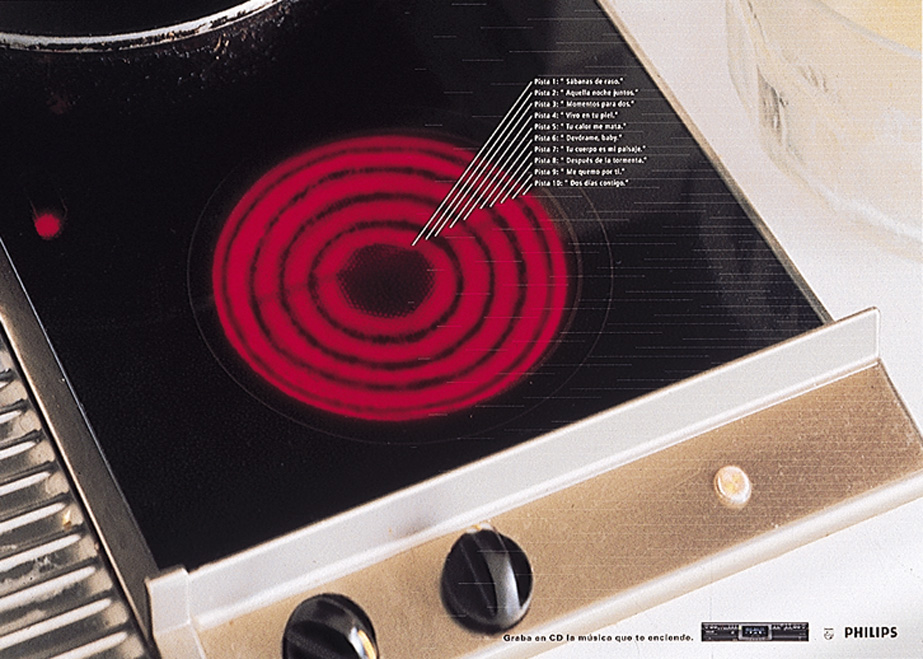 Pista 1: " Sábanas de raso."
Pista 2: " Aquella noche juntos."
Pista 3: " Momentos para dos."
Pista 4: " Vivo en tu piel."
Pista 5: " Tu calor me mata."
Pista 6: " Devórame, baby."
Pista 7: " Tu cuerpo es mi paisaje."
Pista 8: " Después de la tormenta."
Pista 9: " Me quemo por ti."
Pista 10: " Dos días contigo."
Graba en CD la música que te enciende.
PHILIPS